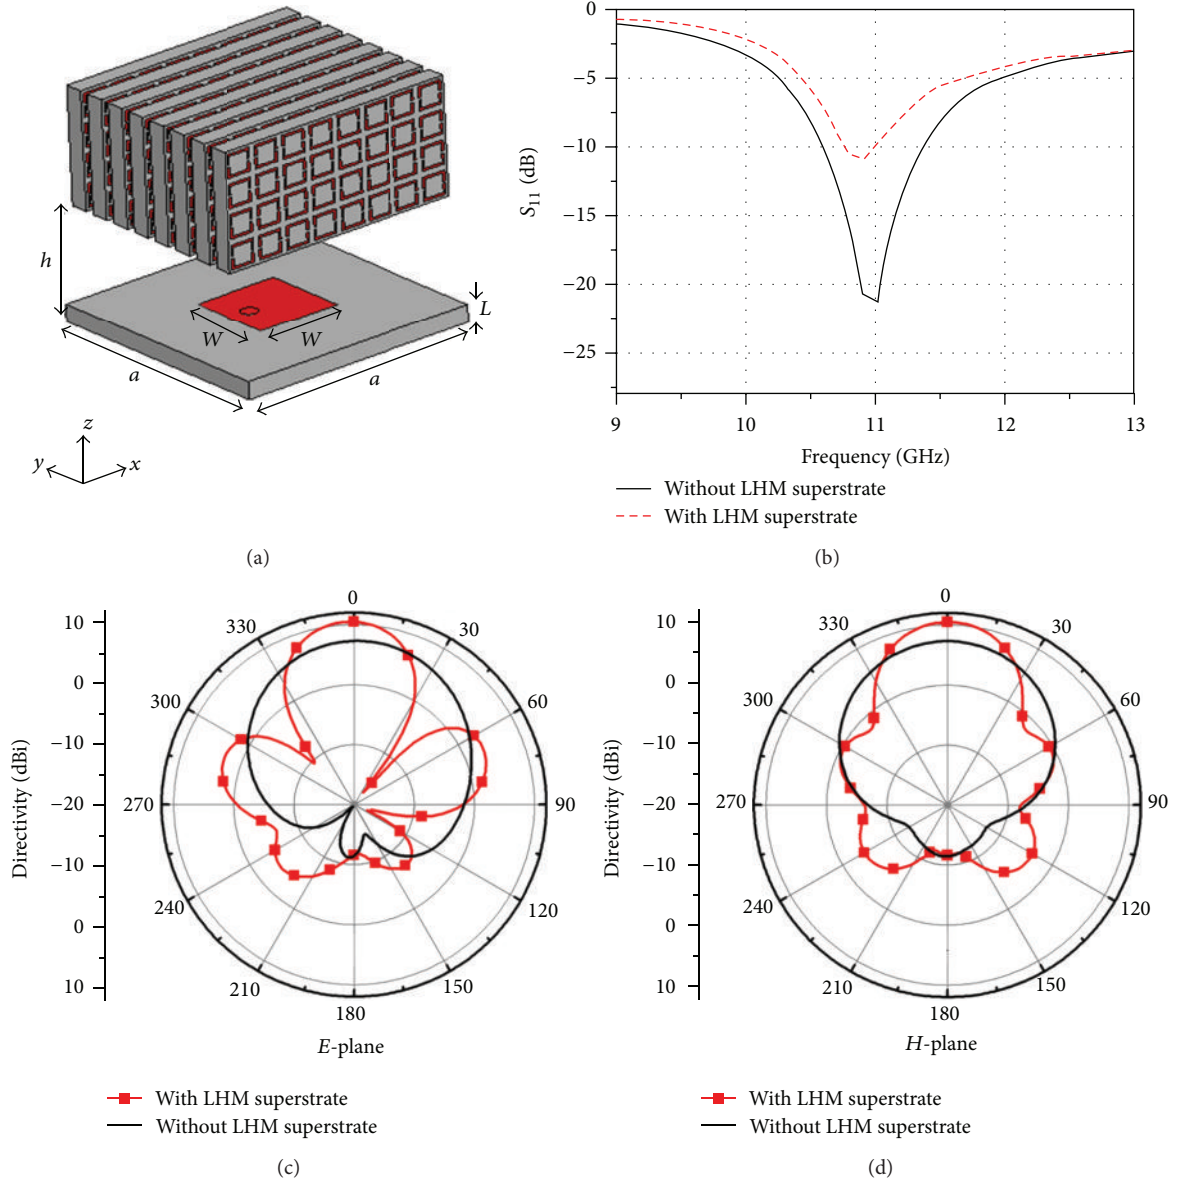 h
W
W
L
a
a
z
y
x
(a)
0
−5
−10
−15
−20
−25
S11 (dB)
9
10
11
12
13
Frequency (GHz)
Without LHM superstrate
With LHM superstrate
(b)
10
0
−10
−20
−10
0
10
Directivity (dBi)
0
30
60
90
120
150
180
210
240
270
300
330
E-plane
With LHM superstrate
Without LHM superstrate
(c)
10
0
−10
−20
−10
0
10
Directivity (dBi)
0
30
60
90
120
150
180
210
240
270
300
330
H-plane
With LHM superstrate
Without LHM superstrate
(d)